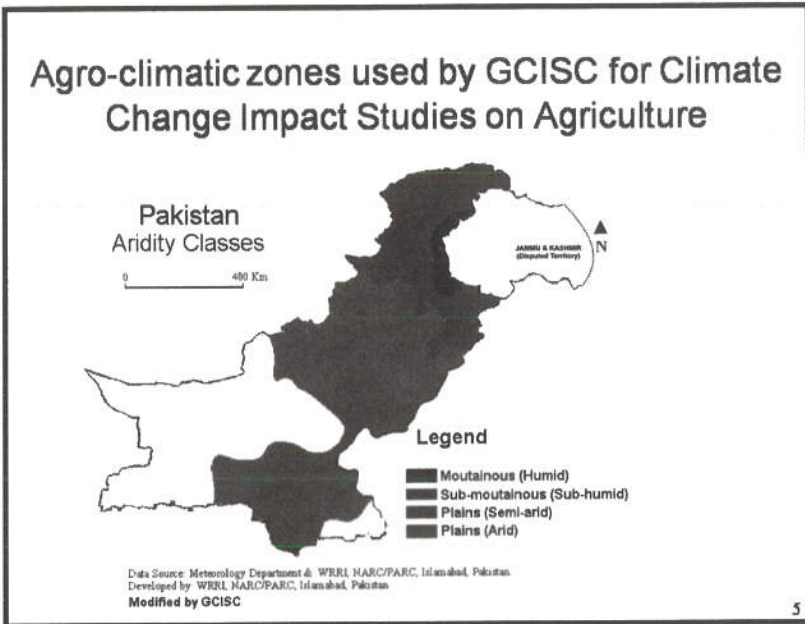 Agro-climatic zones used by GCISC for Climate
Change Impact Studies on Agriculture
Pakistan
Aridity Classes
0 400 Km
JAMMU & KASHMIR
(Disputed Territory)
N
Legend
Moutainous (Humid)
Sub-moutainous (Sub-humid)
Plains (Semi-arid)
Plains (Arid)
Data Source: Meteorology Department & WRRI, NARC/PARC, Islamabad, Pakistan
Developed by WRRI, NARC/PARC, Islamabad, Pakistan
Modified by GCISC
5